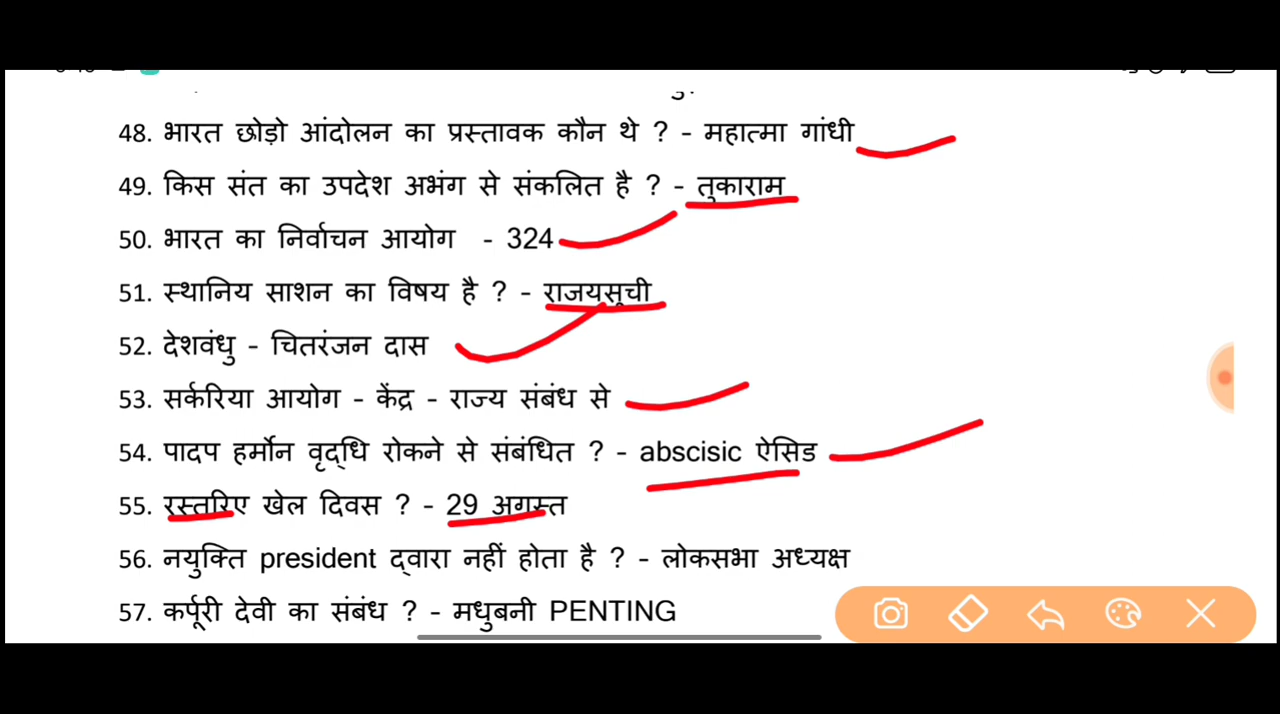 48. भारत छोड़ो आंदोलन का प्रस्तावक कौन थे ? - महात्मा गांधी
49. किस संत का उपदेश अभंग से संकलित है ? - तुकाराम
50. भारत का निर्वाचन आयोग - 324
51. स्थानिय साशन का विषय है ? - राजयसुची
52. देशवंधु - चितरंजन दास
53. सर्करिया आयोग - केंद्र - राज्य संबंध से
54. पादप हर्मोन वृद्धि रोकने से संबंधित ? - abscisic ऐसिड
55. रस्तरिए खेल दिवस ? - 29 अगस्त
56. नयुक्ति president द्वारा नहीं होता है ? - लोकसभा अध्यक्ष
57. कर्पूरी देवी का संबंध ? - मधुबनी PENTING